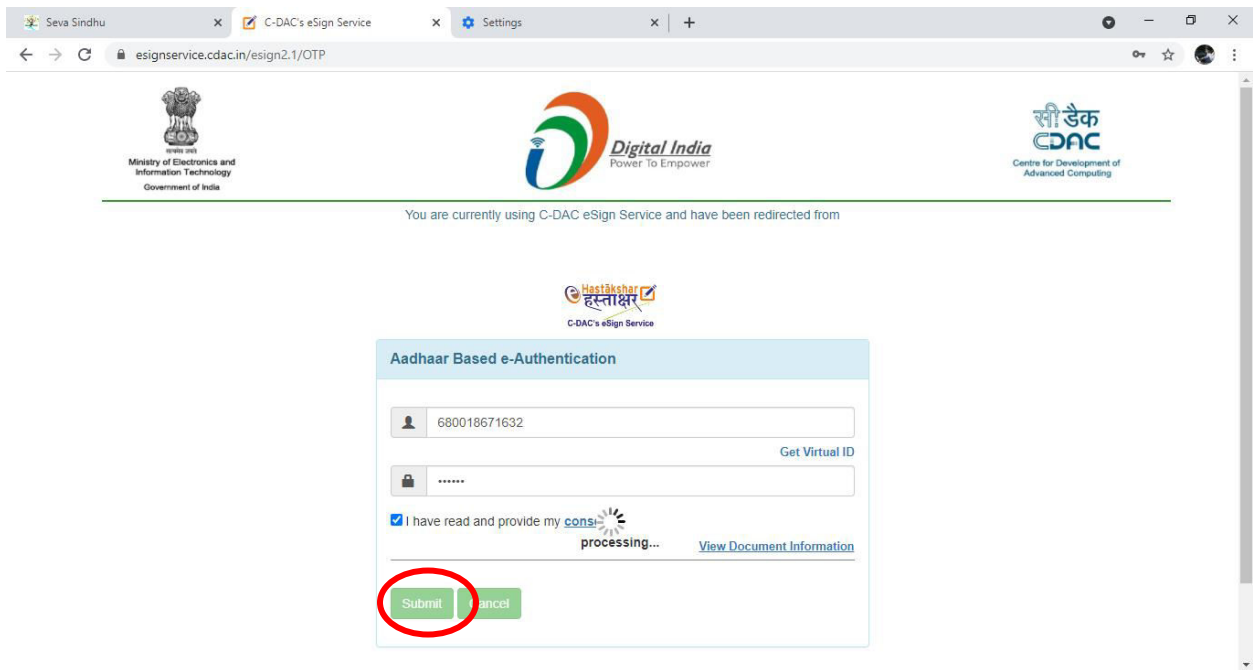 Seva Sindhu
C-DAC's eSign Service
Settings
esignservice.cdac.in/esign2.1/OTP
Ministry of Electronics and
Information Technology
Government of India
Digital India
Power To Empower
सी डैक
CDAC
Centre for Development of
Advanced Computing
You are currently using C-DAC eSign Service and have been redirected from
e Hastākshar
हस्ताक्षर
C-DAC's eSign Service
Aadhaar Based e-Authentication
680018671632
Get Virtual ID
I have read and provide my
processing...
View Document Information
Submit
Cancel